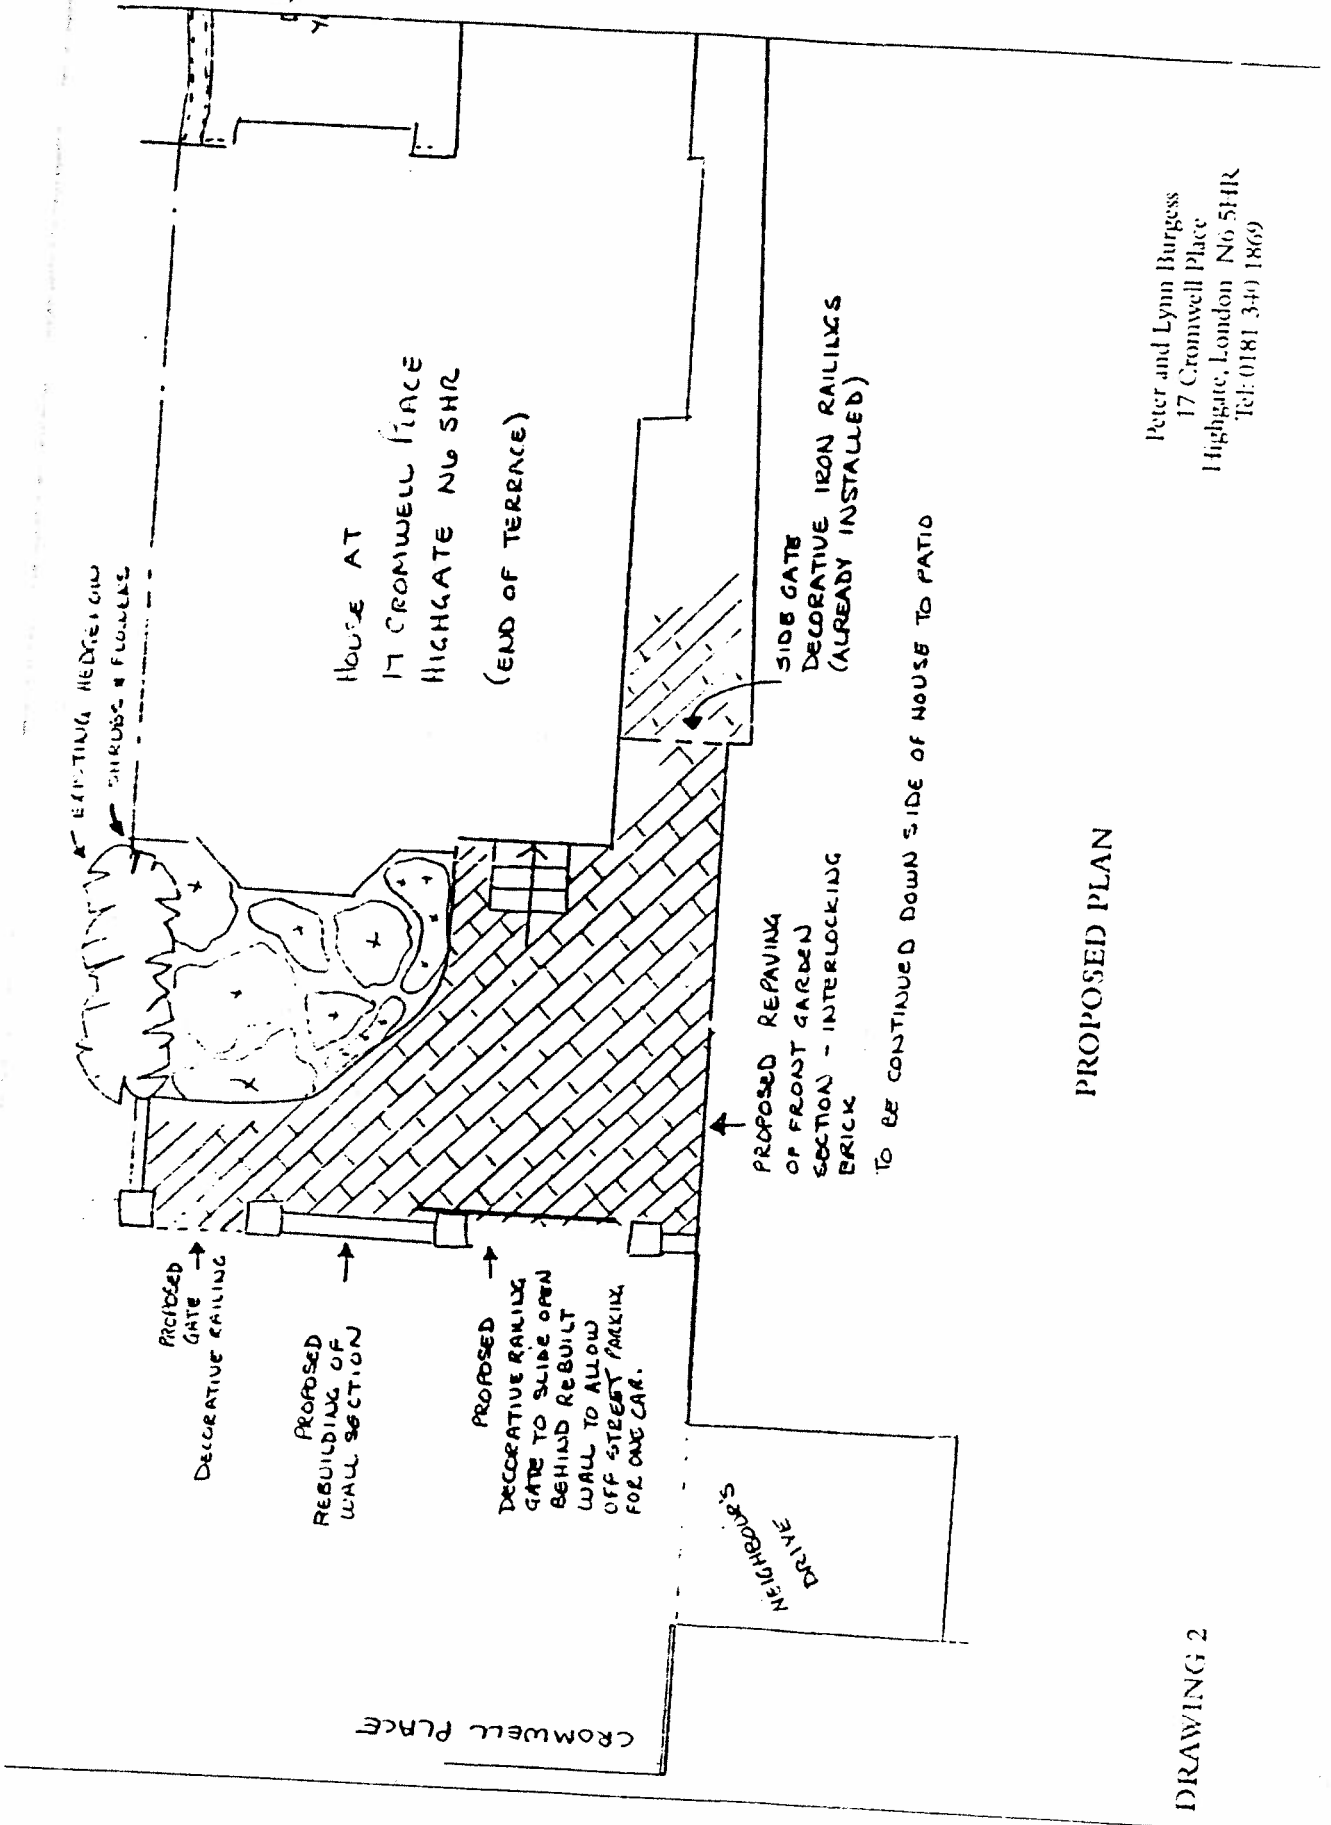 EXISTING HEDGEROW
SHRUBS & FLOWERS
HOUSE AT
17 CROMWELL PLACE
HIGHGATE N6 5HR
(END OF TERRACE)
PROPOSED
GATE
DECORATIVE RAILING
PROPOSED
REBUILDING OF
WALL SECTION
PROPOSED
DECORATIVE RAILING
GATE TO SLIDE OPEN
BEHIND REBUILT
WALL TO ALLOW
OFF STREET PARKING
FOR ONE CAR.
SIDE GATE
DECORATIVE IRON RAILINGS
(ALREADY INSTALLED)
PROPOSED REPAVING
OF FRONT GARDEN
SECTION - INTERLOCKING
BRICK
TO BE CONTINUED DOWN SIDE OF HOUSE TO PATIO
NEIGHBOUR'S
DRIVE
CROMWELL PLACE
PROPOSED PLAN
DRAWING 2
Peter and Lynn Burgess
17 Cromwell Place
Highgate, London N6 5HR
Tel: 0181 340 1869